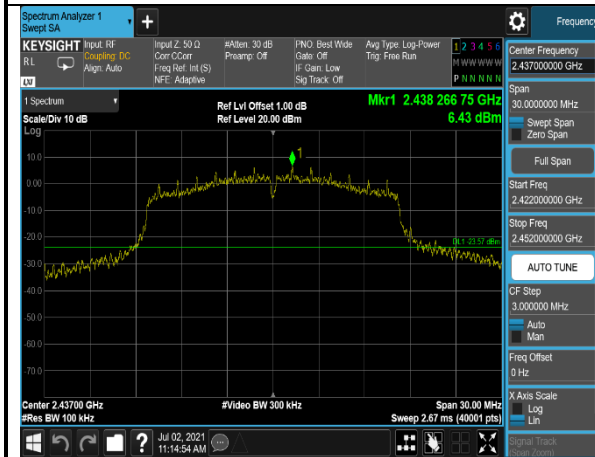 Spectrum Analyzer 1
Swept SA
Frequency
KEYSIGHT
RL
LXI
Input: RF
Coupling: DC
Align: Auto
Input Z: 50 Ω
Corr CCorr
Freq Ref: Int (S)
NFE: Adaptive
#Atten: 30 dB
Preamp: Off
PNO: Best Wide
Gate: Off
IF Gain: Low
Sig Track: Off
Avg Type: Log-Power
Trig: Free Run
1 2 3 4 5 6
M W W W W W
P N N N N N
1 Spectrum
Scale/Div 10 dB
Log
Ref Lvl Offset 1.00 dB
Ref Level 20.00 dBm
Mkr1 2.438 266 75 GHz
6.43 dBm
10.0
0.00
-10.0
-20.0
-30.0
-40.0
-50.0
-60.0
-70.0
1
DL1 -23.57 dBm
Center 2.43700 GHz
#Res BW 100 kHz
#Video BW 300 kHz
Span 30.00 MHz
Sweep 2.67 ms (40001 pts)
Center Frequency
2.437000000 GHz
Span
30.0000000 MHz
Swept Span
Zero Span
Full Span
Start Freq
2.422000000 GHz
Stop Freq
2.452000000 GHz
AUTO TUNE
CF Step
3.000000 MHz
Auto
Man
Freq Offset
0 Hz
X Axis Scale
Log
Lin
Signal Track
(Span Zoom)
Jul 02, 2021
11:14:54 AM